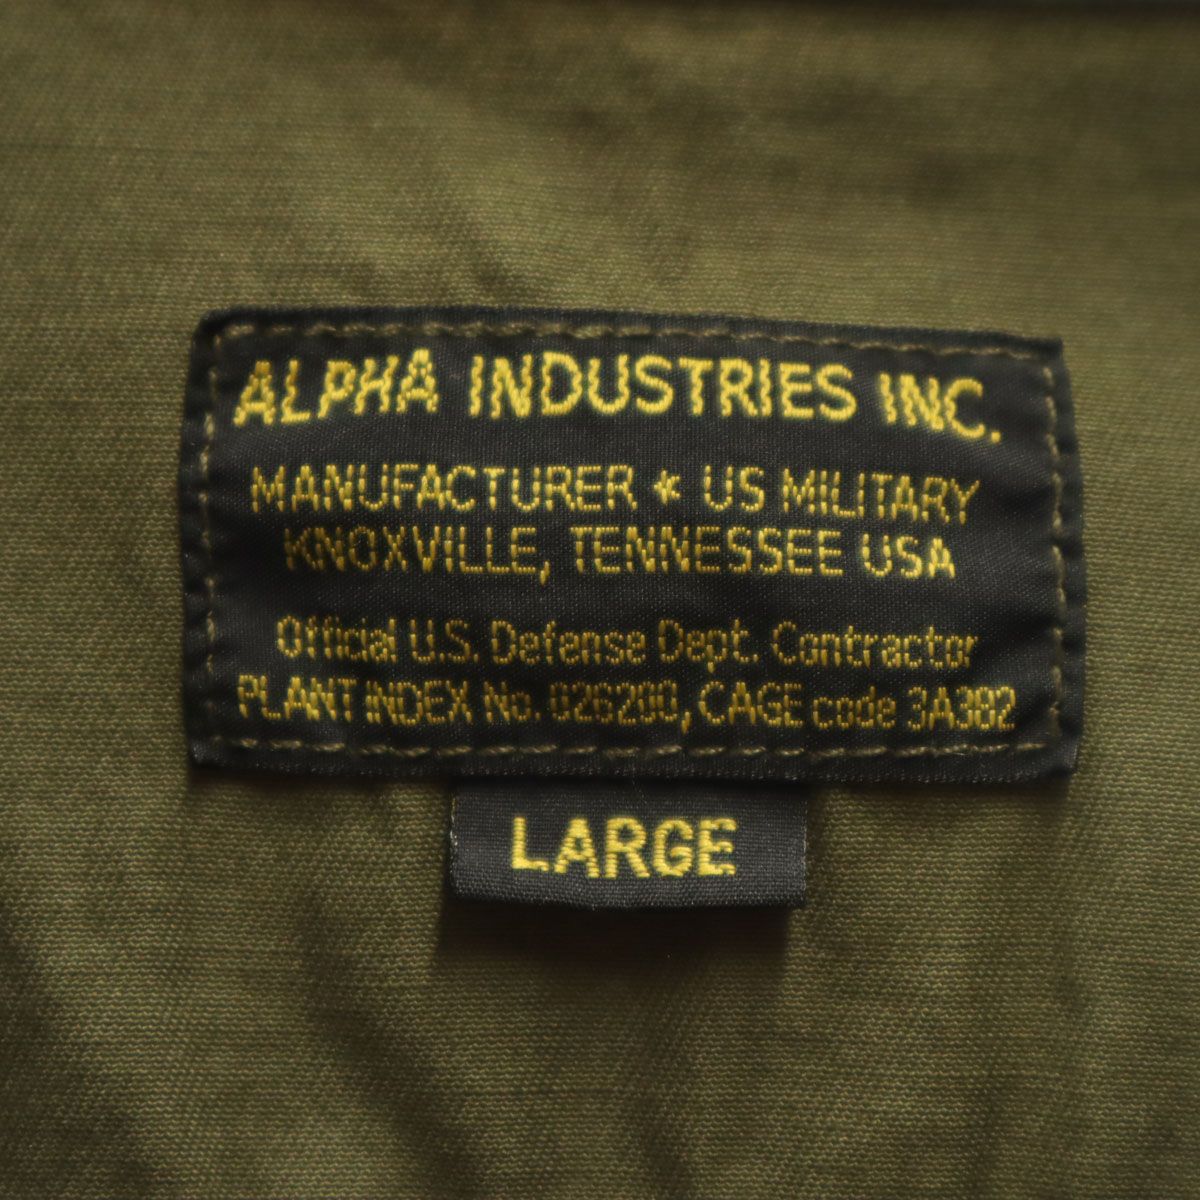 ALPHA INDUSTRIES INC.
MANUFACTURER * US MILITARY
KNOXVILLE, TENNESSEE USA
Official U.S. Defense Dept. Contractor
PLANT INDEX No. 026200, CAGE code 3A382
LARGE